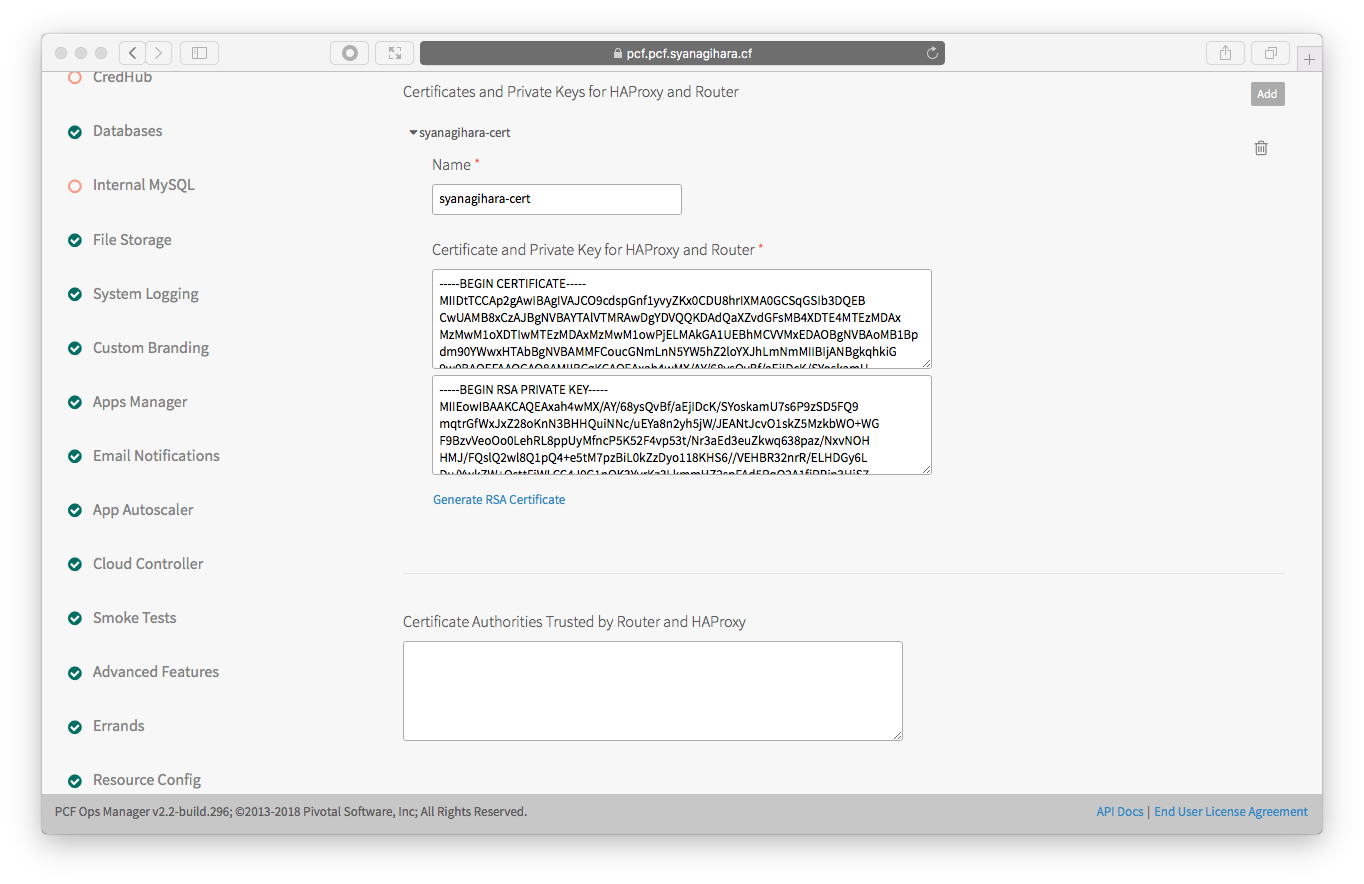 pcf.pcf.syanagihara.cf
CredHub
Databases
Internal MySQL
File Storage
System Logging
Custom Branding
Apps Manager
Email Notifications
App Autoscaler
Cloud Controller
Smoke Tests
Advanced Features
Errands
Resource Config
Certificates and Private Keys for HAProxy and Router
Add
syanagihara-cert
Name *
syanagihara-cert
Certificate and Private Key for HAProxy and Router *
-----BEGIN CERTIFICATE-----
MIIDtTCCAp2gAwIBAgIVAJCO9cdspGnf1yvyZKx0CDU8hrIXMA0GCSqGSIb3DQEB
CwUAMB8xCzAJBgNVBAYTAlVTMRAwDgYDVQQKDAdQaXZvdGFsMB4XDTE4MTEzMDAx
MzMwM1oXDTIwMTEzMDAxMzMwM1owPjELMAkGA1UEBhMCVVMxEDAOBgNVBAoMB1Bp
dm90YWwxHTAbBgNVBAMMFCoucGNmLnN5YW5hZ2loYXJhLmNmMIIBIjANBgkqhkiG
-----BEGIN RSA PRIVATE KEY-----
MIIEowIBAAKCAQEAxah4wMX/AY/68ysQvBf/aEjIDcK/SYoskamU7s6P9zSD5FQ9
mqtrGfWxJxZ28oKnN3BHHQuiNNc/uEYa8n2yh5jW/JEANtJcvO1skZ5MzkbWO+WG
F9BzvVeoOo0LehRL8ppUyMfncP5K52F4vp53t/Nr3aEd3euZkwq638paz/NxvNOH
HMJ/FQslQ2wl8Q1pQ4+e5tM7pzBiL0kZzDyo118KHS6//VEHBR32nrR/ELHDGy6L
Generate RSA Certificate
Certificate Authorities Trusted by Router and HAProxy
PCF Ops Manager v2.2-build.296; ©2013-2018 Pivotal Software, Inc; All Rights Reserved.
API Docs | End User License Agreement